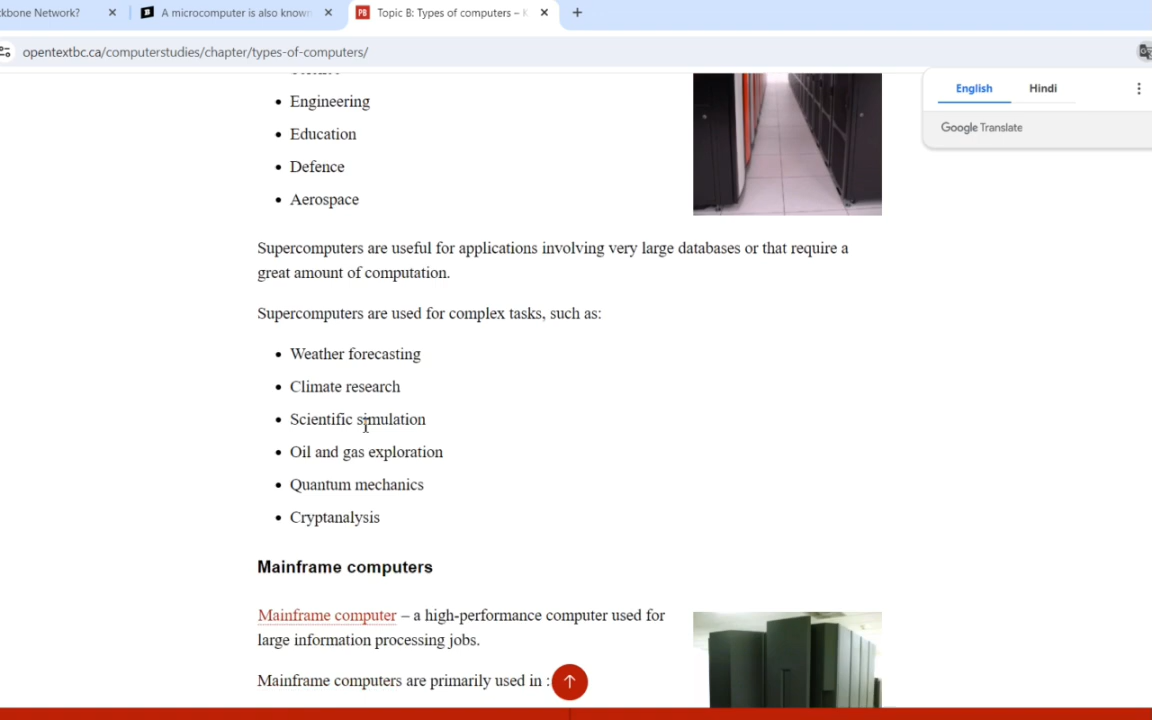 ckbone Network?
A microcomputer is also known
PB Topic B: Types of computers – K
opentextbc.ca/computerstudies/chapter/types-of-computers/
English Hindi
Google Translate
• Engineering
• Education
• Defence
• Aerospace
Supercomputers are useful for applications involving very large databases or that require a
great amount of computation.
Supercomputers are used for complex tasks, such as:
• Weather forecasting
• Climate research
• Scientific simulation
• Oil and gas exploration
• Quantum mechanics
• Cryptanalysis
Mainframe computers
Mainframe computer – a high-performance computer used for
large information processing jobs.
Mainframe computers are primarily used in :